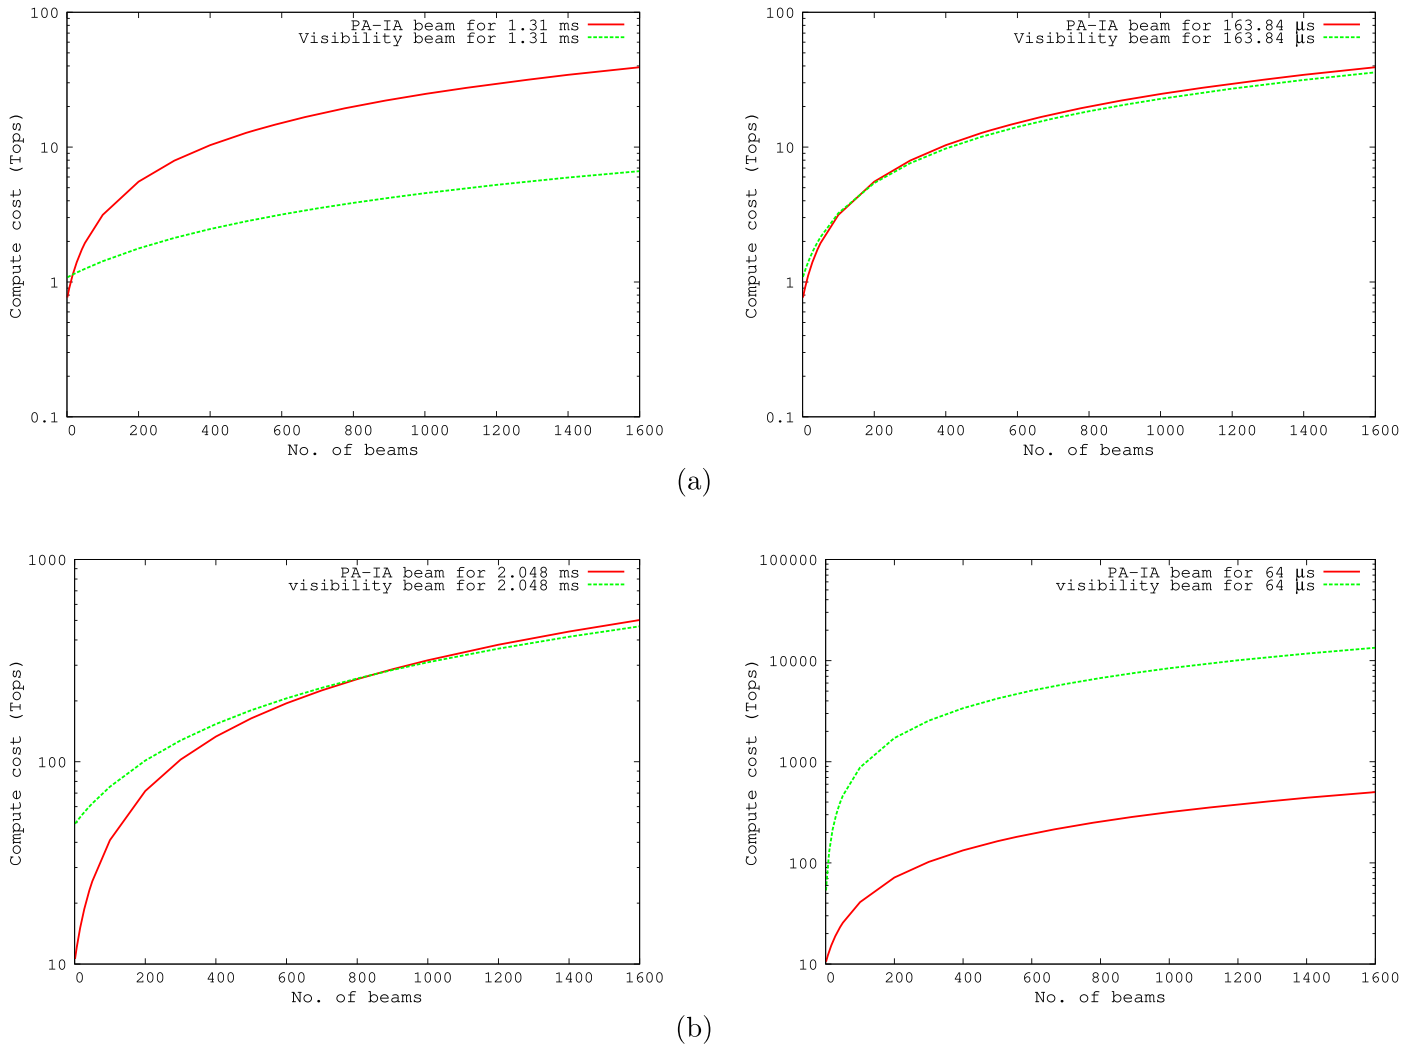 PA-IA beam for 1.31 ms
Visibility beam for 1.31 ms
100
10
1
0.1
Compute cost (Tops)
0 200 400 600 800 1000 1200 1400 1600
No. of beams
PA-IA beam for 163.84 µs
Visibility beam for 163.84 µs
100
10
1
0.1
Compute cost (Tops)
0 200 400 600 800 1000 1200 1400 1600
No. of beams
(a)
PA-IA beam for 2.048 ms
visibility beam for 2.048 ms
1000
100
10
Compute cost (Tops)
0 200 400 600 800 1000 1200 1400 1600
No. of beams
PA-IA beam for 64 µs
visibility beam for 64 µs
100000
10000
1000
100
10
Compute cost (Tops)
0 200 400 600 800 1000 1200 1400 1600
No. of beams
(b)